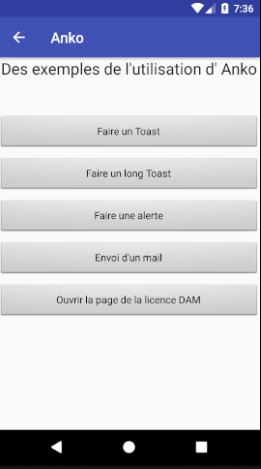 7:36
Anko
Des exemples de l'utilisation d' Anko
Faire un Toast
Faire un long Toast
Faire une alerte
Envoi d'un mail
Ouvrir la page de la licence DAM